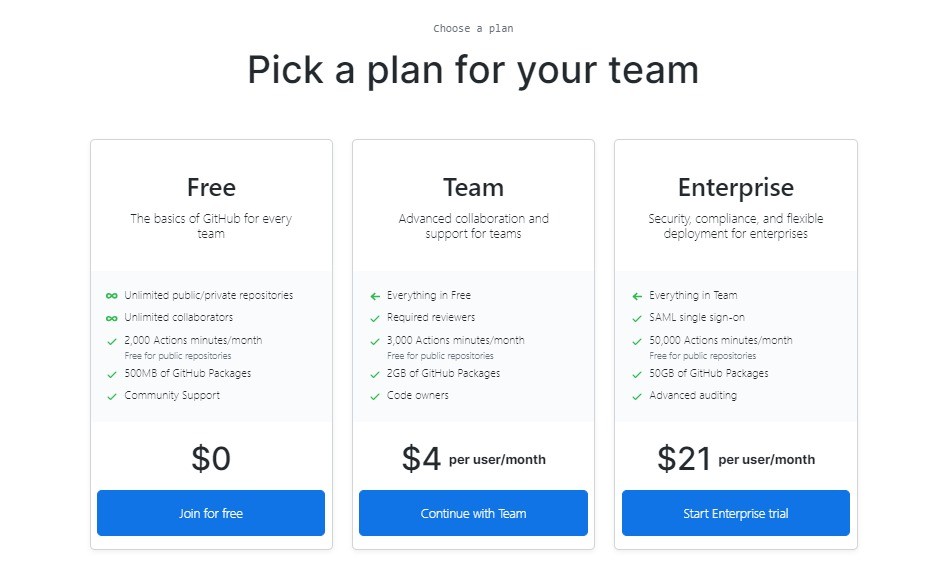 Choose a plan
Pick a plan for your team
Free
The basics of GitHub for every
team
Unlimited public/private repositories
Unlimited collaborators
2,000 Actions minutes/month
Free for public repositories
500MB of GitHub Packages
Community Support
$0
Join for free
Team
Advanced collaboration and
support for teams
Everything in Free
Required reviewers
3,000 Actions minutes/month
Free for public repositories
2GB of GitHub Packages
Code owners
$4 per user/month
Continue with Team
Enterprise
Security, compliance, and flexible
deployment for enterprises
Everything in Team
SAML single sign-on
50,000 Actions minutes/month
Free for public repositories
50GB of GitHub Packages
Advanced auditing
$21 per user/month
Start Enterprise trial